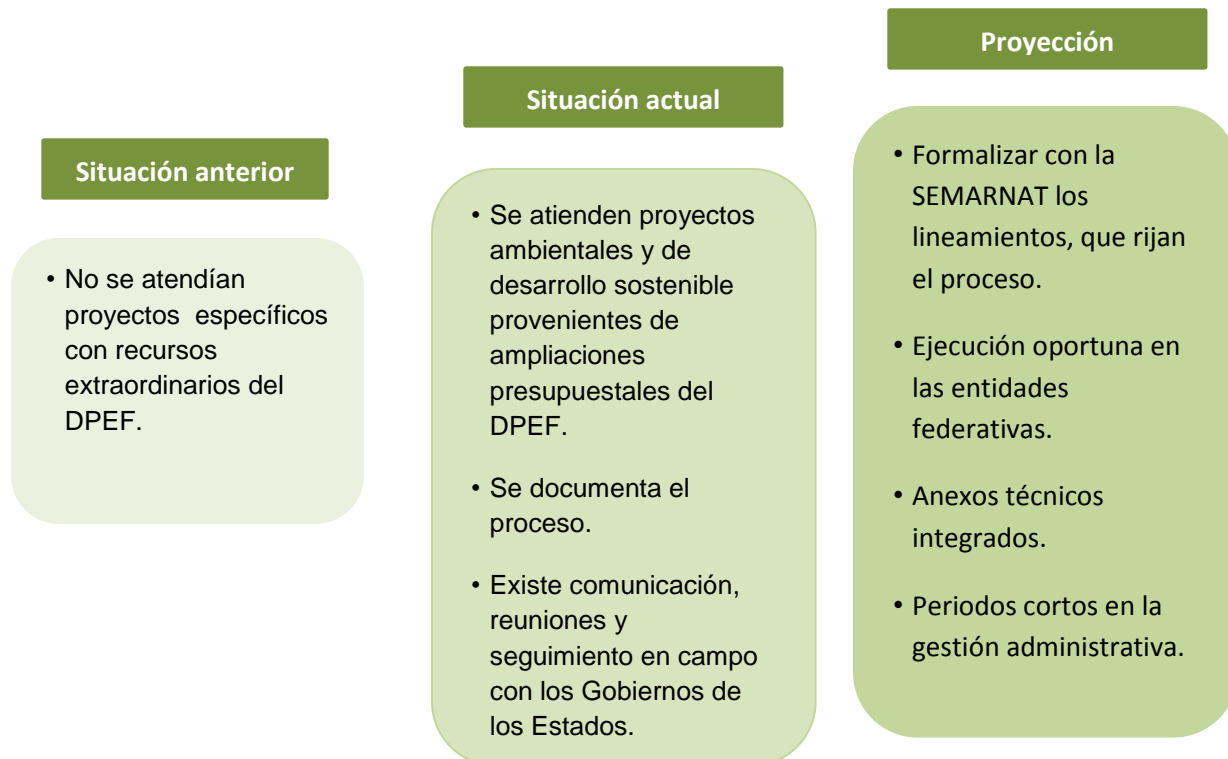 Situación anterior
• No se atendían
proyectos específicos
con recursos
extraordinarios del
DPEF.
Situación actual
• Se atienden proyectos
ambientales y de
desarrollo sostenible
provenientes de
ampliaciones
presupuestales del
DPEF.
• Se documenta el
proceso.
• Existe comunicación,
reuniones y
seguimiento en campo
con los Gobiernos de
los Estados.
Proyección
• Formalizar con la
SEMARNAT los
lineamientos, que rijan
el proceso.
• Ejecución oportuna en
las entidades
federativas.
• Anexos técnicos
integrados.
• Periodos cortos en la
gestión administrativa.